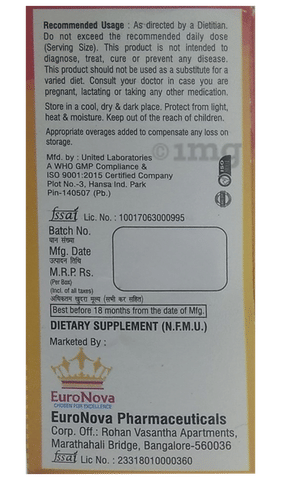 Recommended Usage : As directed by a Dietitian.
Do not exceed the recommended daily dose
(Serving Size). This product is not intended to
diagnose, treat, cure or prevent any disease.
This product should not be used as a substitute for a
varied diet. Consult your doctor in case you are
pregnant, lactating or taking any other medication.
Store in a cool, dry & dark place. Protect from light,
heat & moisture. Keep out of the reach of children.
Appropriate overages added to compensate any loss on
storage.
1mg
Mfd. by : United Laboratories
A WHO GMP Compliance &
ISO 9001:2015 Certified Company
Plot No.-3, Hansa Ind. Park
Pin-140507 (Pb.)
fssai Lic No. : 10017063000995
Batch No.
घान संख्या
Mfg. Date
उत्पादन तिथि
M.R.P. Rs.
(Per Box)
(Incl. of all taxes)
अधिकतम खुदरा मूल्य (सभी कर सहित)
Best before 18 months from the date of Mfg.
DIETARY SUPPLEMENT (N.F.M.U.)
Marketed By :
EuroNova
CHOSEN FOR EXCELLENCE
EuroNova Pharmaceuticals
Corp. Off.: Rohan Vasantha Apartments,
Marathahali Bridge, Bangalore-560036
fssai Lic No. : 23318010000360